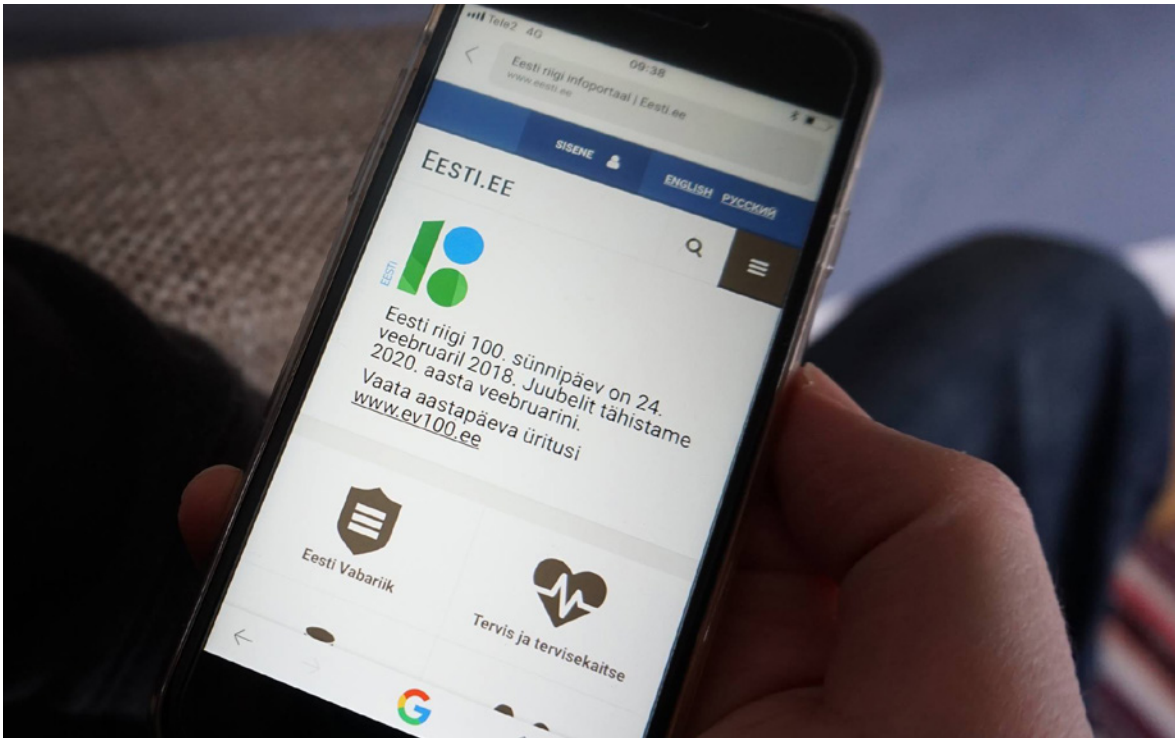 Tele2 4G
09:38
Eesti riigi infoportaal | Eesti.ee
www.eesti.ee
SISENE
ENGLISH РУССКИЙ
EESTI.EE
EESTI
Eesti riigi 100. sünnipäev on 24.
veebruaril 2018. Juubelit tähistame
2020. aasta veebruarini.
Vaata aastapäeva üritusi
www.ev100.ee
Eesti Vabariik
Tervis ja tervisekaitse
G